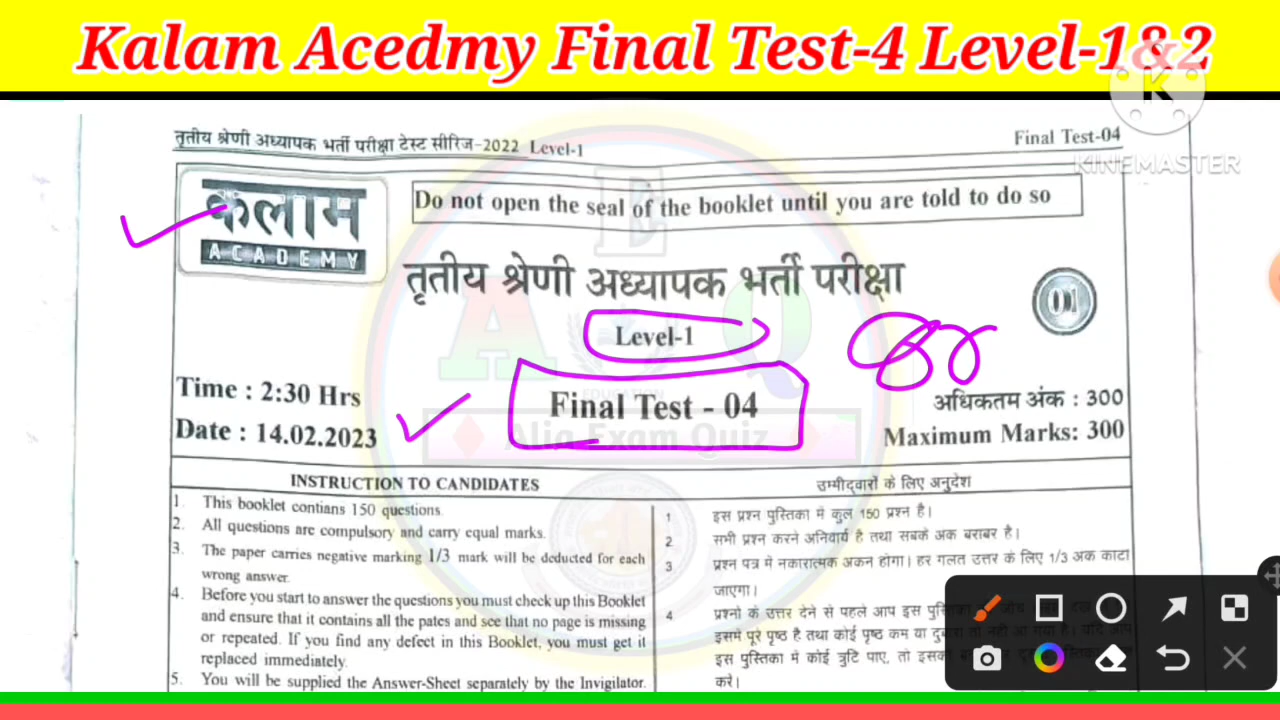 Kalam Acedmy Final Test-4 Level-1&2
K
KINEMASTER
तृतीय श्रेणी अध्यापक भर्ती परीक्षा टेस्ट सीरिज-2022 Level-1
Final Test-04
कलाम
ACADEMY
Do not open the seal of the booklet until you are told to do so
E
तृतीय श्रेणी अध्यापक भर्ती परीक्षा
01
A Q
Level-1
EDUCATION
Time : 2:30 Hrs
Final Test - 04
अधिकतम अंक : 300
Date : 14.02.2023
Maximum Marks: 300
Alia Exam Quiz
INSTRUCTION TO CANDIDATES
1. This booklet contians 150 questions.
2. All questions are compulsory and carry equal marks.
3. The paper carries negative marking 1/3 mark will be deducted for each
wrong answer.
4. Before you start to answer the questions you must check up this Booklet
and ensure that it contains all the pates and see that no page is missing
or repeated. If you find any defect in this Booklet, you must get it
replaced immediately.
5. You will be supplied the Answer-Sheet separately by the Invigilator.
उम्मीद्वारों के लिए अनुदेश
1 इस प्रश्न पुस्तिका में कुल 150 प्रश्न है।
2 सभी प्रश्न करने अनिवार्य है तथा सबके अंक बराबर है।
3 प्रश्न पत्र में नकारात्मक अंकन होगा। हर गलत उत्तर के लिए 1/3 अंक काटा
जाएगा।
4 प्रश्नों के उत्तर देने से पहले आप इस
इसमें पूरे पृष्ठ है तथा कोई पृष्ठ कम या
इस पुस्तिका में कोई त्रुटि पाए, तो
करें।